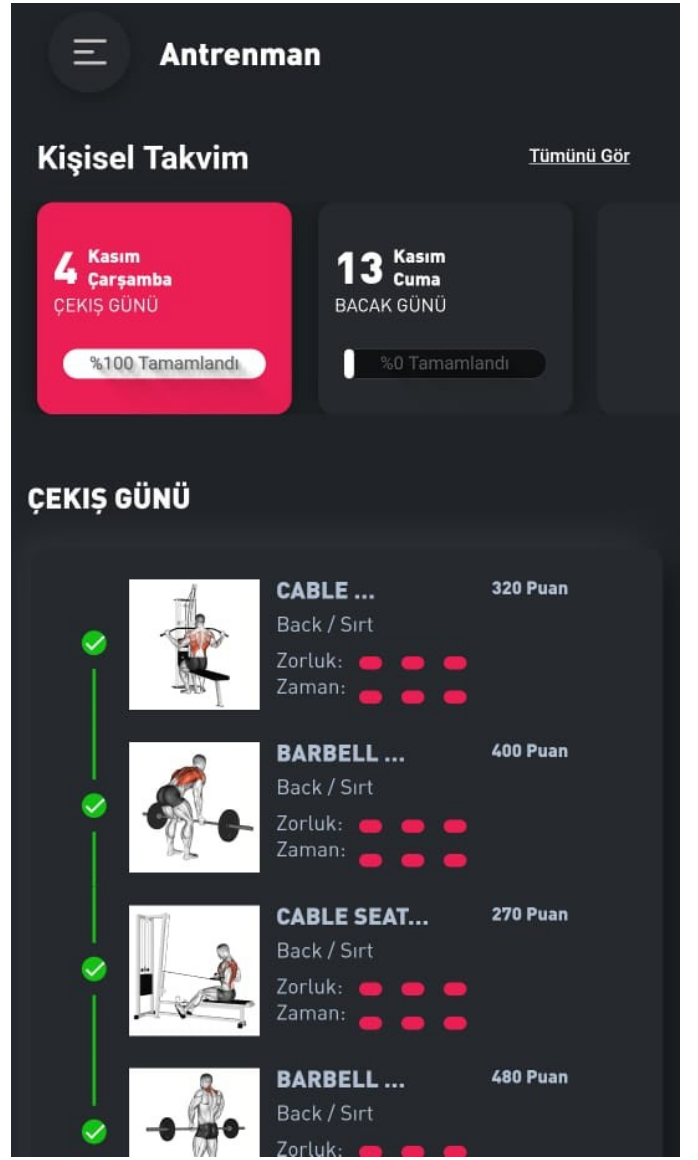 Antrenman
Kişisel Takvim
Tümünü Gör
4 Kasım
Çarşamba
ÇEKIŞ GÜNÜ
%100 Tamamlandı
13 Kasım
Cuma
BACAK GÜNÜ
%0 Tamamlandı
ÇEKIŞ GÜNÜ
CABLE ... 320 Puan
Back / Sırt
Zorluk:
Zaman:
BARBELL ... 400 Puan
Back / Sırt
Zorluk:
Zaman:
CABLE SEAT... 270 Puan
Back / Sırt
Zorluk:
Zaman:
BARBELL ... 480 Puan
Back / Sırt
Zorluk: